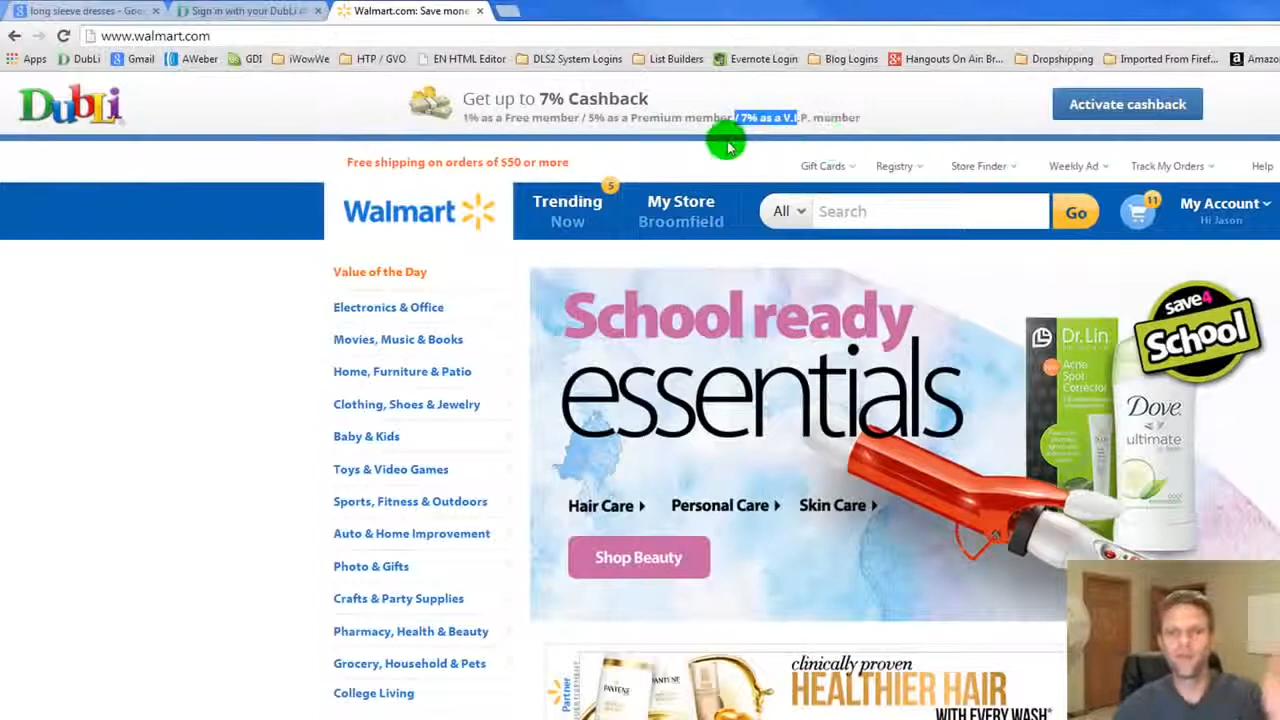 long sleeve dresses - Goo
Sign in with your DubLi
Walmart.com: Save mone
www.walmart.com
Apps DubLi Gmail AWeber GDI iWowWe HTP / GVO EN HTML Editor DLS2 System Logins List Builders Evernote Login Blog Logins Hangouts On Air: Br... Dropshipping Imported From Firef... Amazo
DubLi
Get up to 7% Cashback
1% as a Free member / 5% as a Premium member / 7% as a V.I.P. member
Activate cashback
Free shipping on orders of $50 or more
Gift Cards Registry Store Finder Weekly Ad Track My Orders Help
Walmart
Trending Now
5
My Store
Broomfield
All
Search
Go
11
My Account
Hi Jason
Value of the Day
Electronics & Office
Movies, Music & Books
Home, Furniture & Patio
Clothing, Shoes & Jewelry
Baby & Kids
Toys & Video Games
Sports, Fitness & Outdoors
Auto & Home Improvement
Photo & Gifts
Crafts & Party Supplies
Pharmacy, Health & Beauty
Grocery, Household & Pets
College Living
School ready
essentials
Hair Care Personal Care Skin Care
Shop Beauty
save4
School
Dr.Lin
Acne
Spot
Corrector
Dove
ultimate
Partner
PANTENE
PANTENE
clinically proven
HEALTHIER HAIR
WITH EVERY WASH*